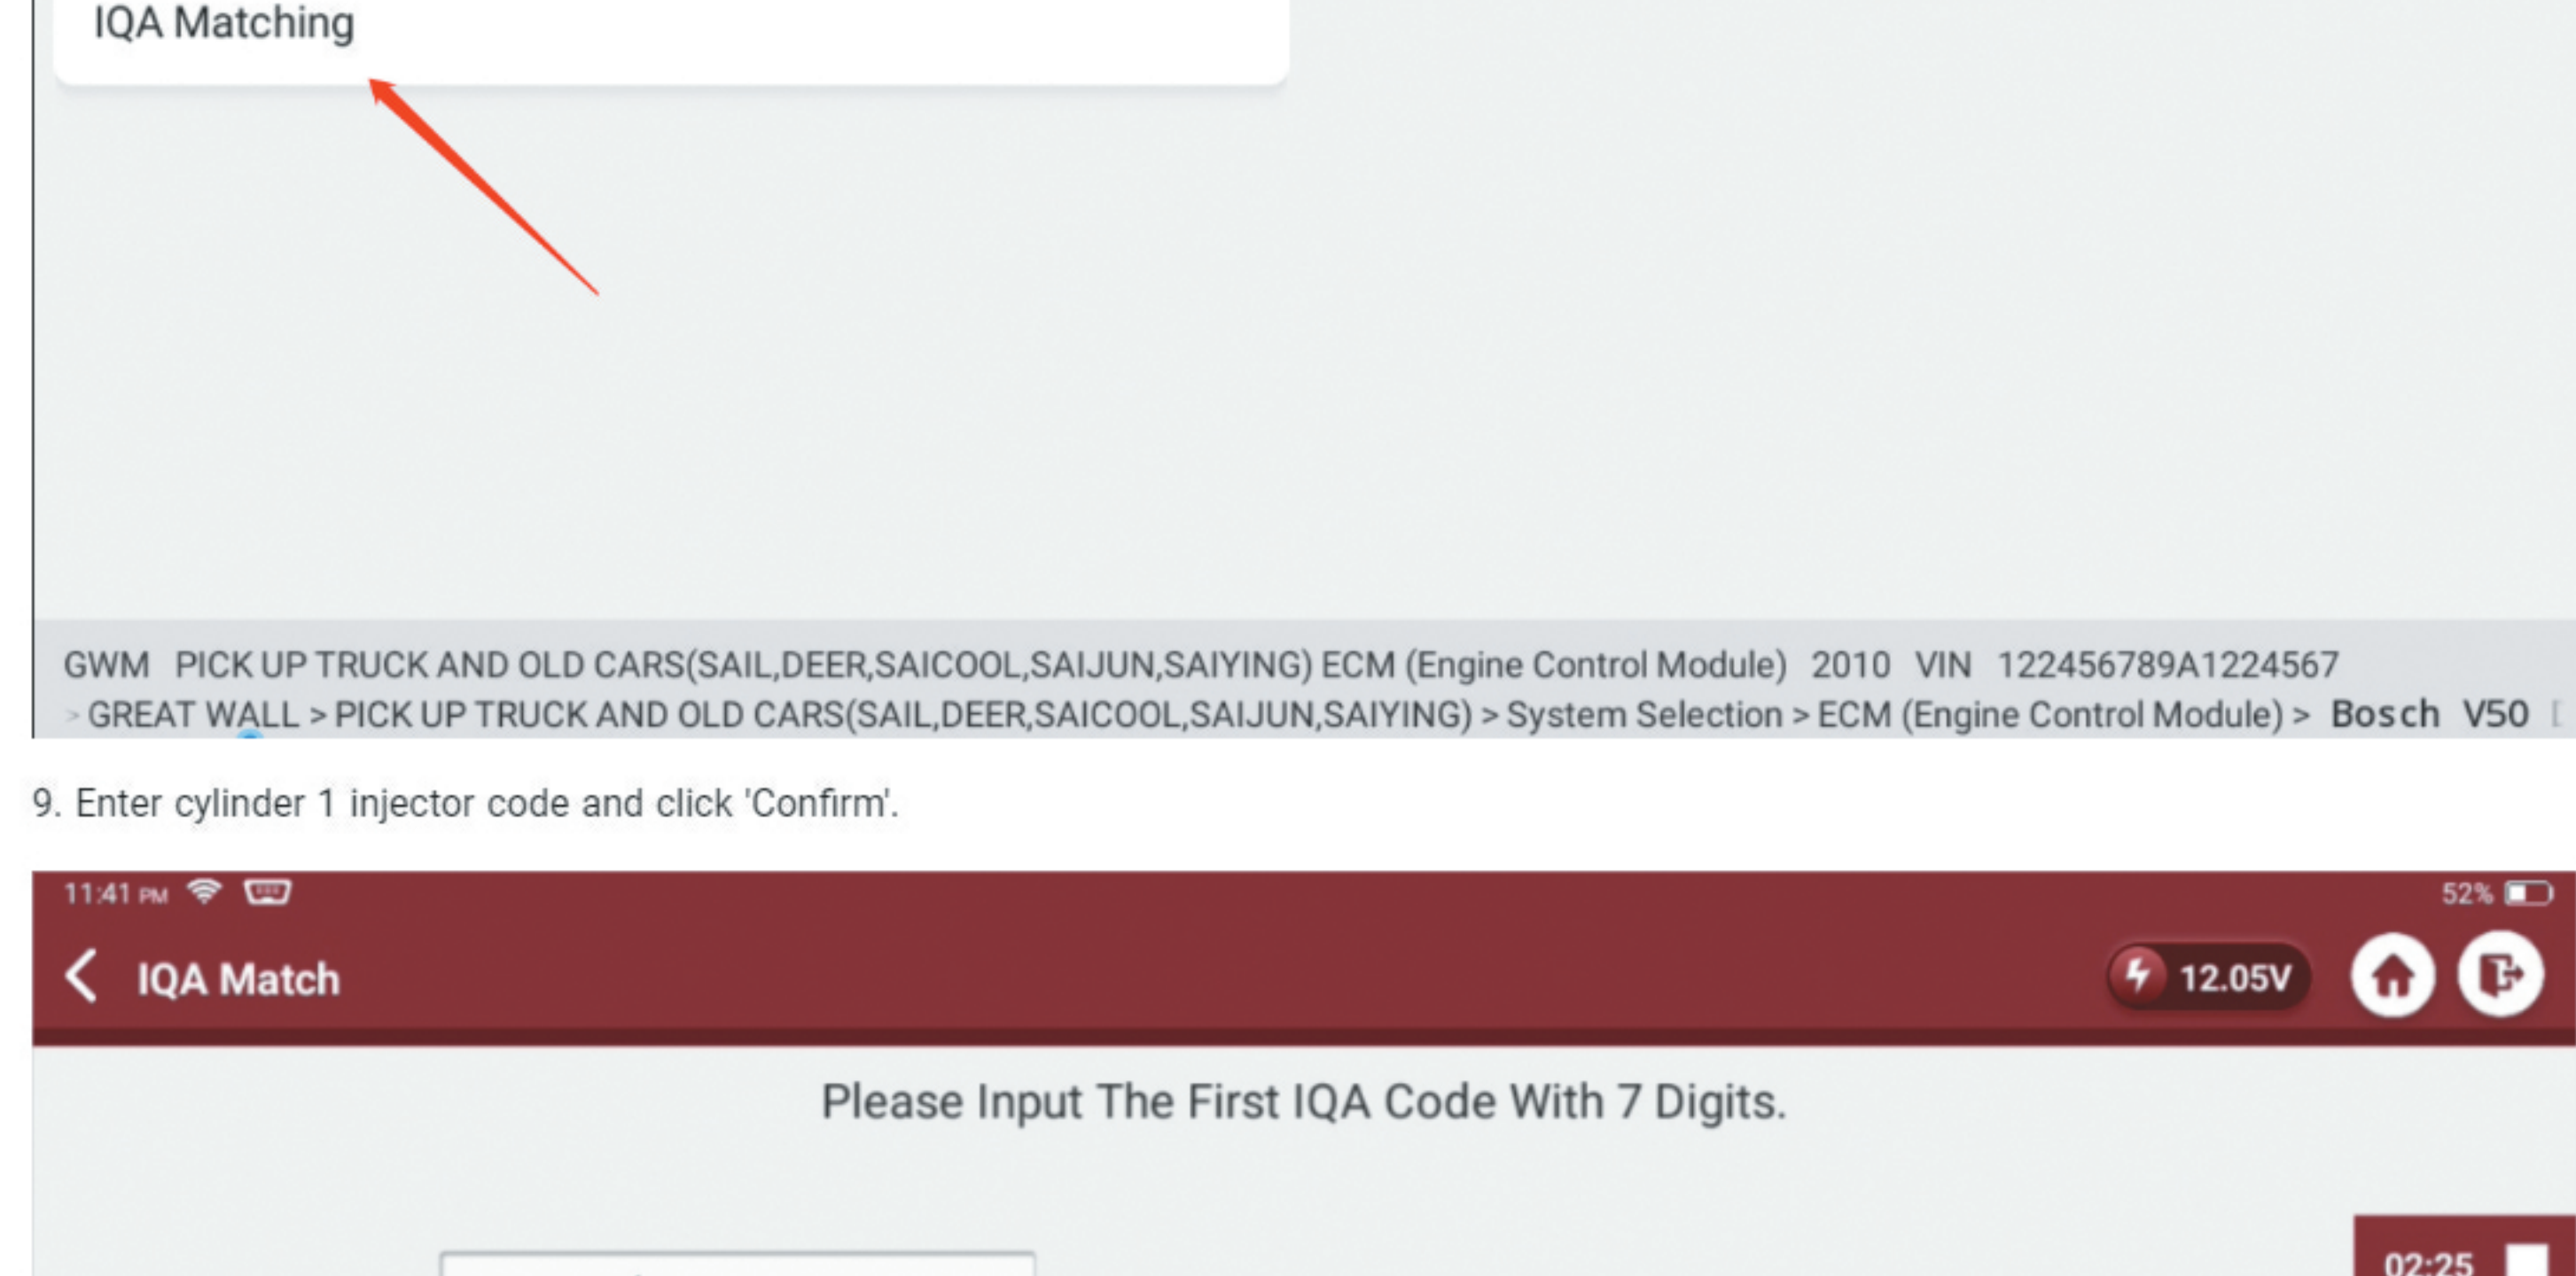 IQA Matching
GWM PICK UP TRUCK AND OLD CARS(SAIL,DEER,SAICOOL,SAIJUN,SAIYING) ECM (Engine Control Module) 2010 VIN 122456789A1224567
> GREAT WALL > PICK UP TRUCK AND OLD CARS(SAIL,DEER,SAICOOL,SAIJUN,SAIYING) > System Selection > ECM (Engine Control Module) > Bosch V50
9. Enter cylinder 1 injector code and click 'Confirm'.
11:41 PM 52%
IQA Match 12.05V
Please Input The First IQA Code With 7 Digits.
02:25